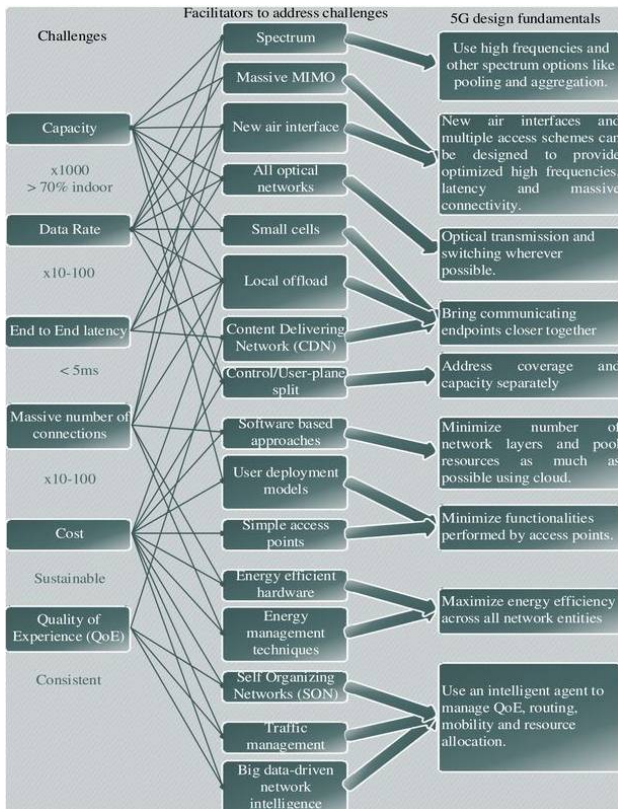 Challenges
Capacity
x1000
> 70% indoor
Data Rate
x10-100
End to End latency
< 5ms
Massive number of
connections
x10-100
Cost
Sustainable
Quality of
Experience (QoE)
Consistent
Facilitators to address challenges
Spectrum
Massive MIMO
New air interface
All optical
networks
Small cells
Local offload
Content Delivering
Network (CDN)
Control/User-plane
split
Software based
approaches
User deployment
models
Simple access
points
Energy efficient
hardware
Energy
management
techniques
Self Organizing
Networks (SON)
Traffic
management
Big data-driven
network
intelligence
5G design fundamentals
Use high frequencies and
other spectrum options like
pooling and aggregation.
New air interfaces and
multiple access schemes can
be designed to provide
optimized high frequencies,
latency and massive
connectivity.
Optical transmission and
switching wherever
possible.
Bring communicating
endpoints closer together
Address coverage and
capacity separately
Minimize number of
network layers and pool
resources as much as
possible using cloud.
Minimize functionalities
performed by access points.
Maximize energy efficiency
across all network entities
Use an intelligent agent to
manage QoE, routing,
mobility and resource
allocation.